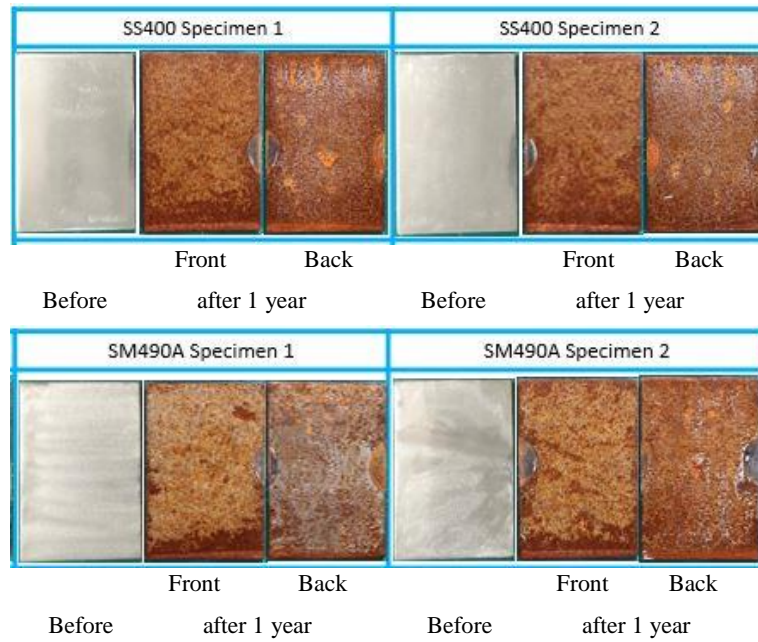 SS400 Specimen 1 SS400 Specimen 2
Front Back Front Back
Before after 1 year Before after 1 year
SM490A Specimen 1 SM490A Specimen 2
Front Back Front Back
Before after 1 year Before after 1 year